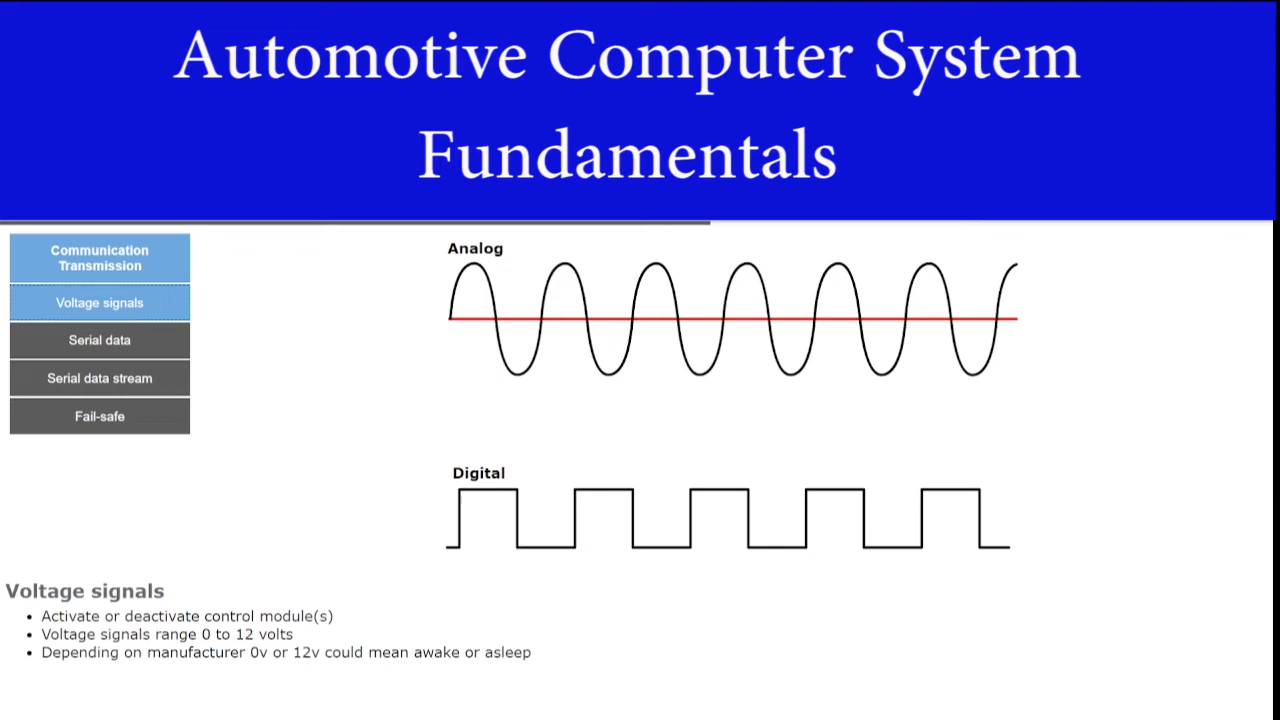 Automotive Computer System
Fundamentals
Communication
Transmission
Voltage signals
Serial data
Serial data stream
Fail-safe
Analog
Digital
Voltage signals
• Activate or deactivate control module(s)
• Voltage signals range 0 to 12 volts
• Depending on manufacturer 0v or 12v could mean awake or asleep